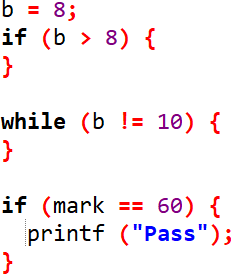 b = 8;
if (b > 8) {
}
while (b != 10) {
}
if (mark == 60) {
printf ("Pass");
}